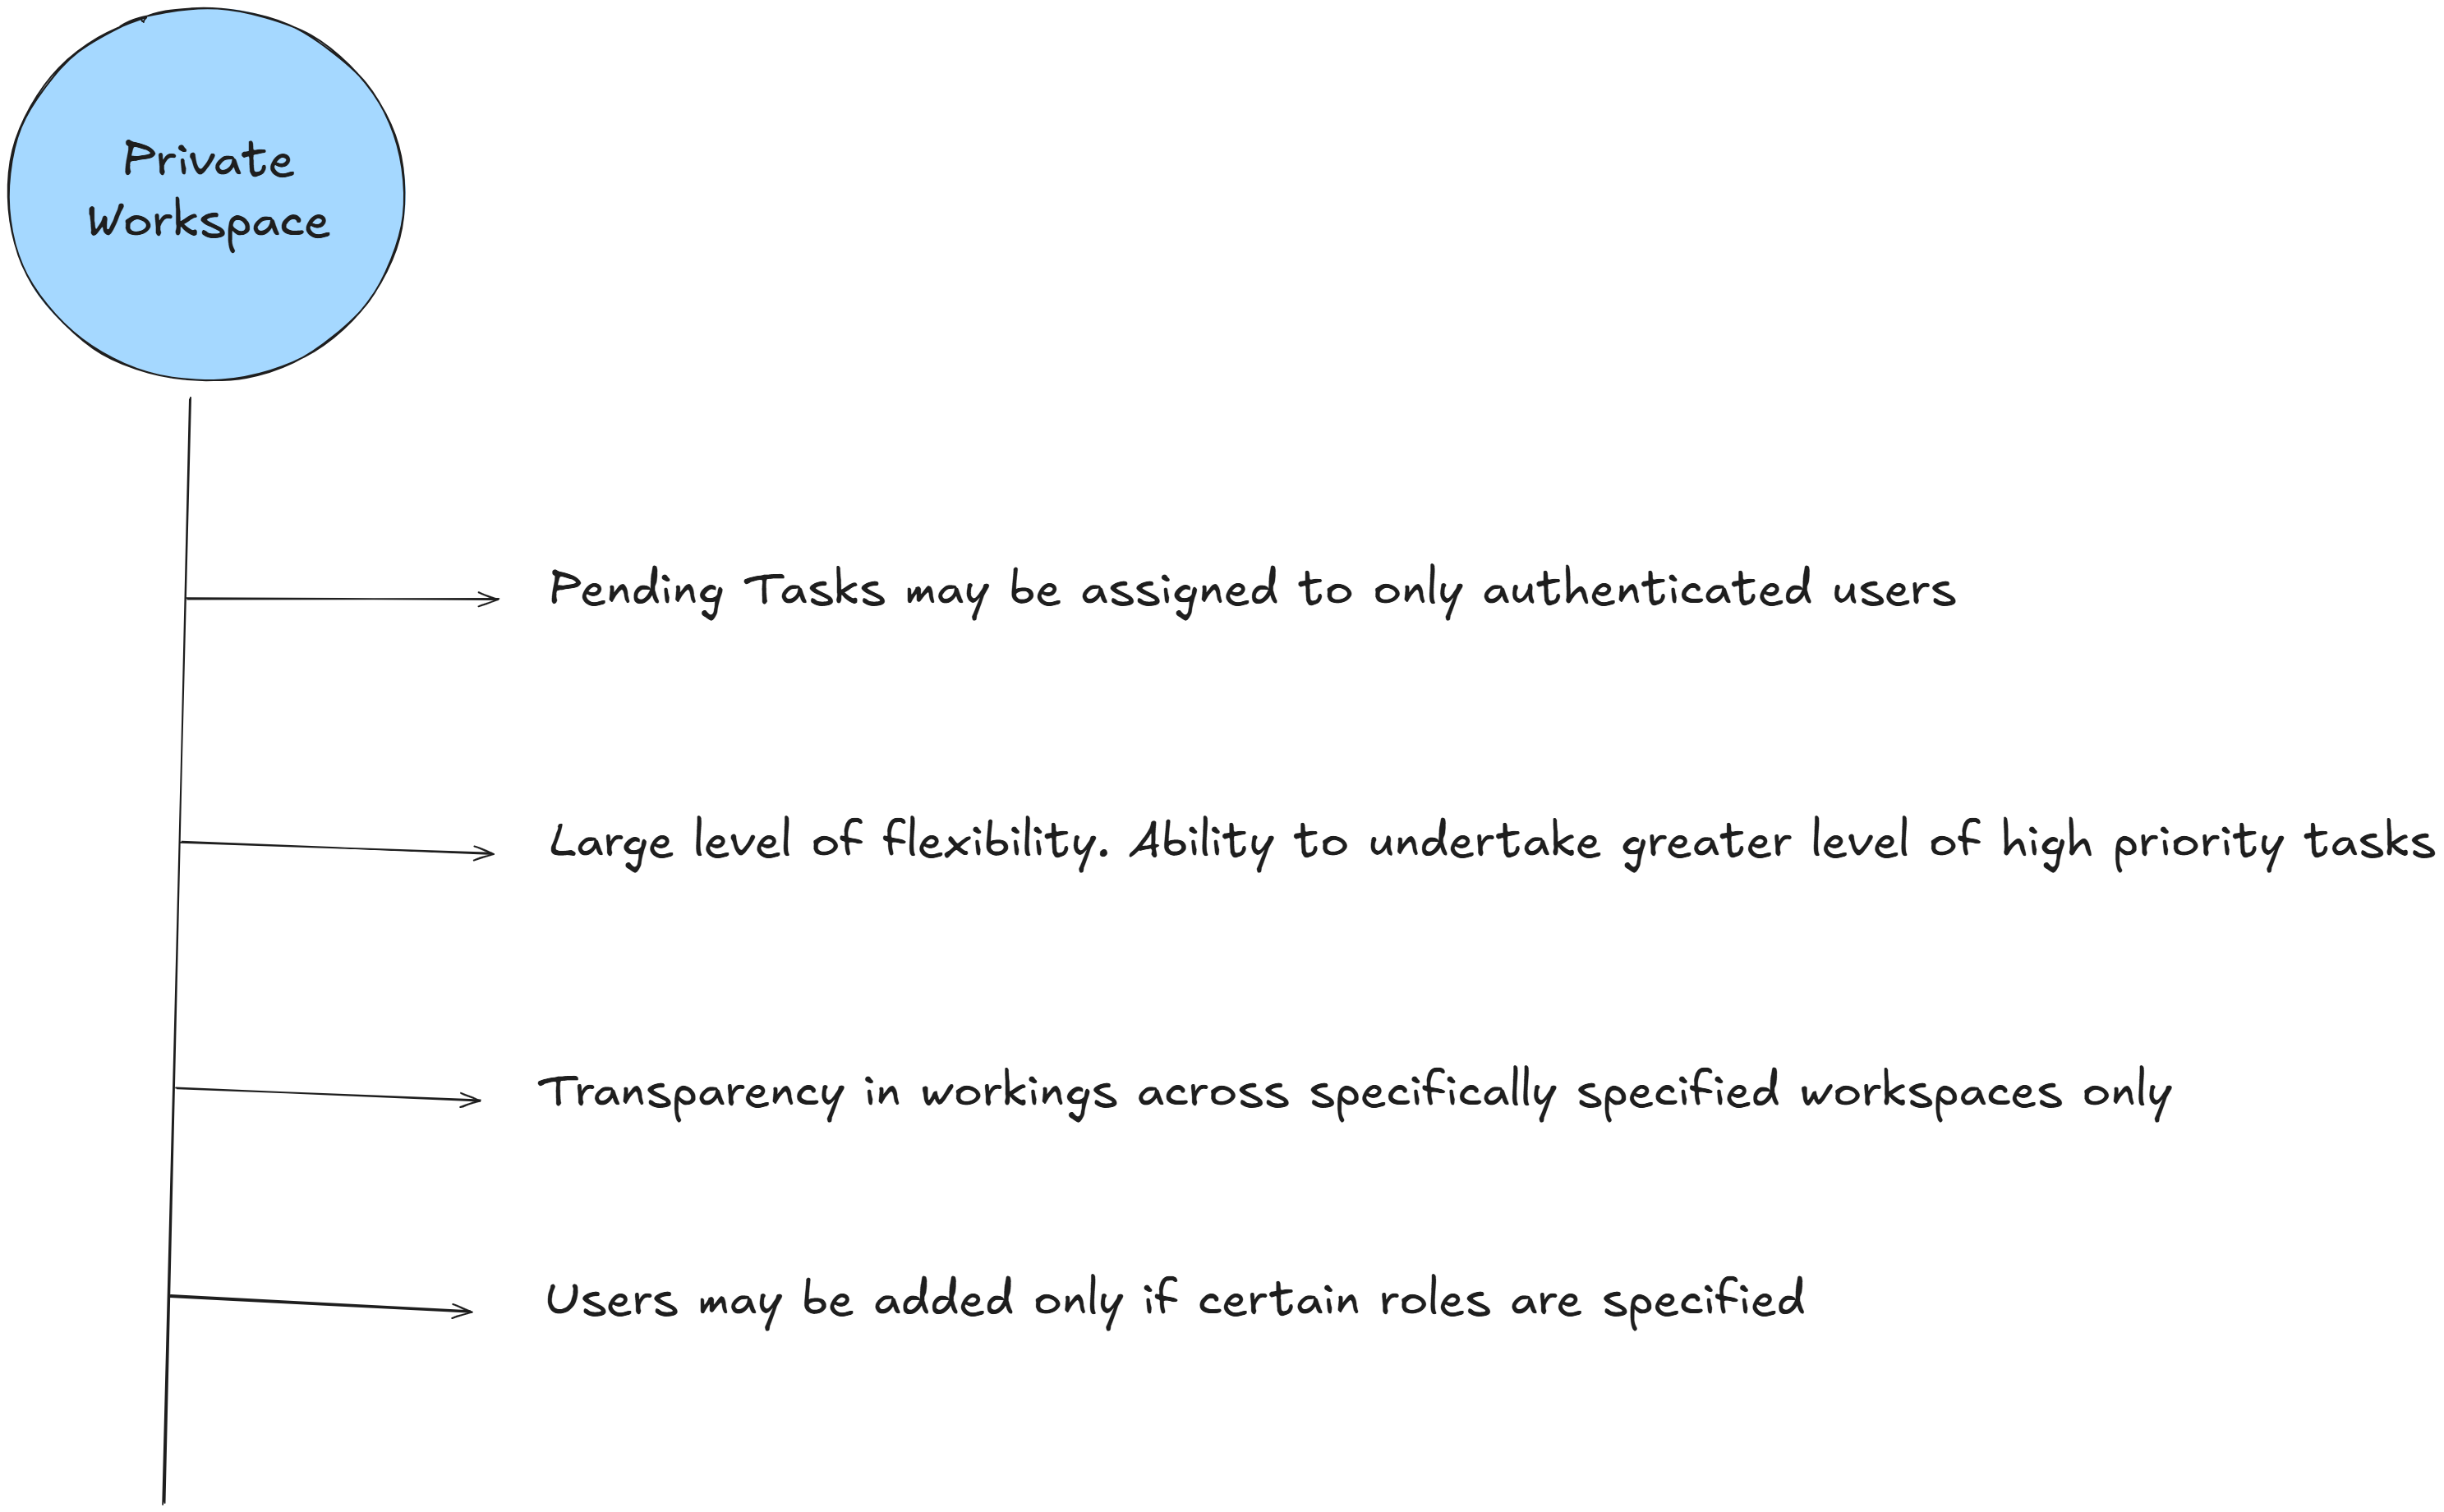 Private
workspace
Pending Tasks may be assigned to only authenticated users
Large level of flexibility. Ability to undertake greater level of high priority tasks
Transparency in workings across specifically specified workspaces only
Users may be added only if certain roles are specified